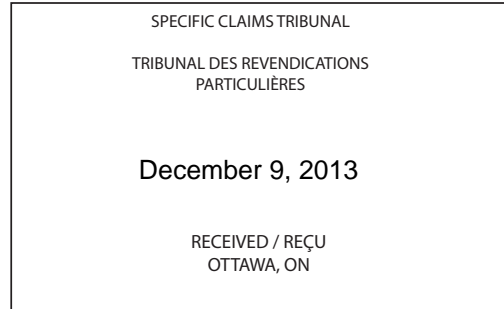 SPECIFIC CLAIMS TRIBUNAL
TRIBUNAL DES REVENDICATIONS
PARTICULIÈRES
December 9, 2013
RECEIVED / REÇU
OTTAWA, ON